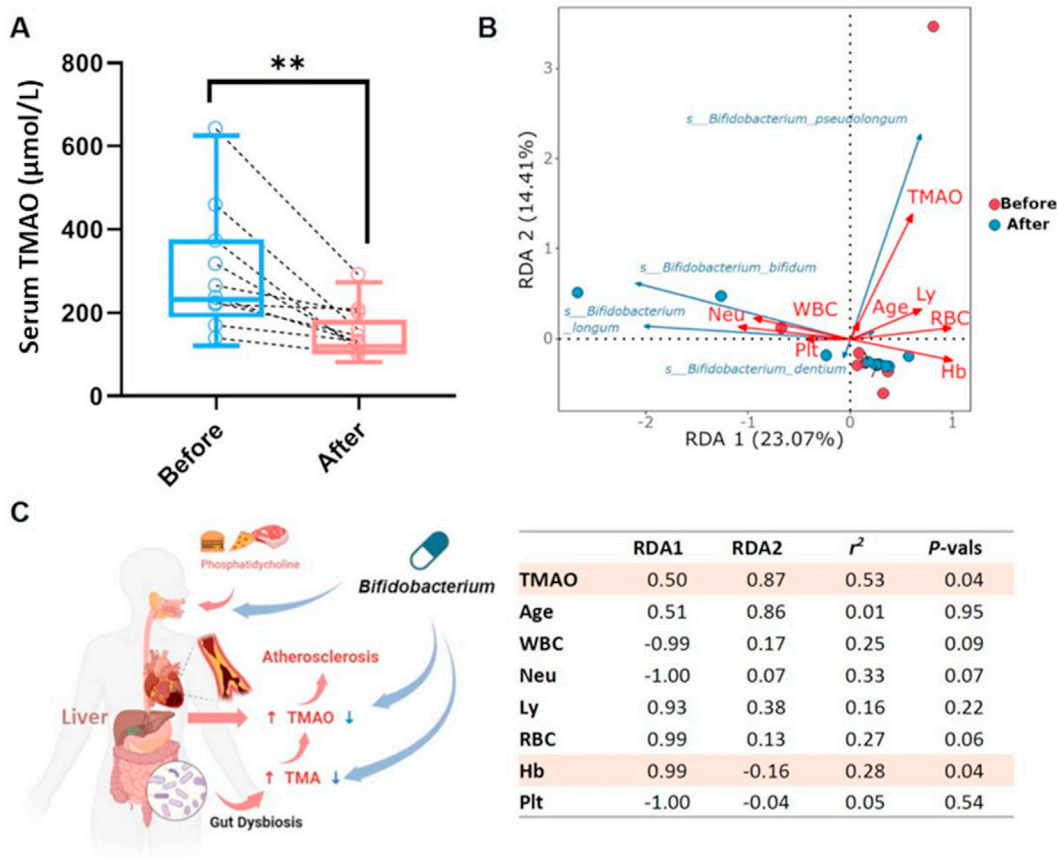 A
**
Serum TMAO (µmol/L)
800
600
400
200
0
Before
After
B
s__Bifidobacterium_pseudolongum
TMAO
s__Bifidobacterium_bifidum
s__Bifidobacterium
_longum
Neu
WBC
Age
Ly
RBC
Plt
Hb
s__Bifidobacterium_dentium
RDA 2 (14.41%)
3
2
1
0
-2
-1
0
1
RDA 1 (23.07%)
Before
After
C
Phosphatidycholine
Bifidobacterium
Atherosclerosis
Liver
↑ TMAO ↓
↑ TMA ↓
Gut Dysbiosis
RDA1 RDA2 r² P-vals
TMAO 0.50 0.87 0.53 0.04
Age 0.51 0.86 0.01 0.95
WBC -0.99 0.17 0.25 0.09
Neu -1.00 0.07 0.33 0.07
Ly 0.93 0.38 0.16 0.22
RBC 0.99 0.13 0.27 0.06
Hb 0.99 -0.16 0.28 0.04
Plt -1.00 -0.04 0.05 0.54